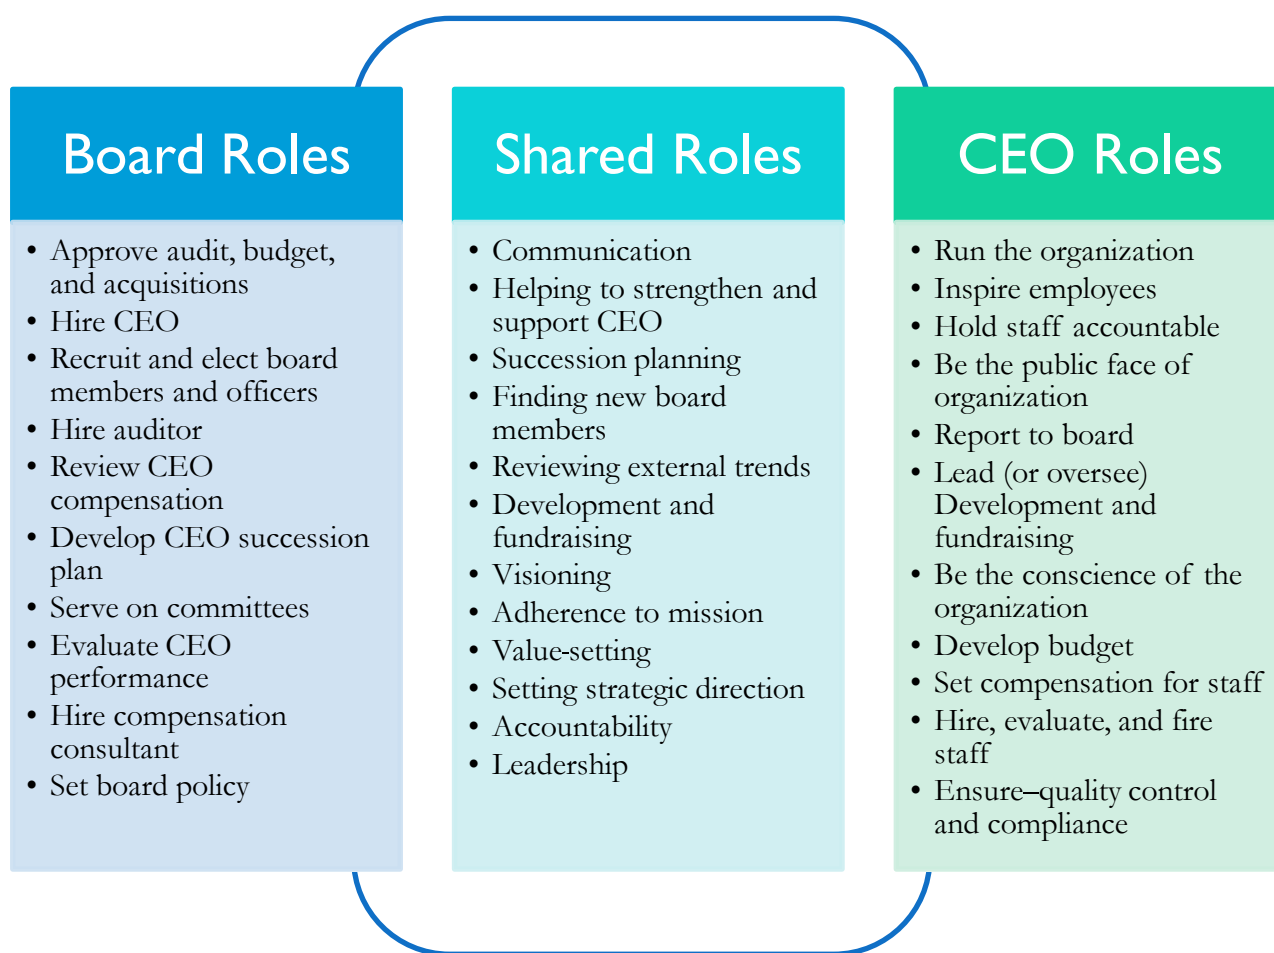 Board Roles
• Approve audit, budget,
and acquisitions
• Hire CEO
• Recruit and elect board
members and officers
• Hire auditor
• Review CEO
compensation
• Develop CEO succession
plan
• Serve on committees
• Evaluate CEO
performance
• Hire compensation
consultant
• Set board policy
Shared Roles
• Communication
• Helping to strengthen and
support CEO
• Succession planning
• Finding new board
members
• Reviewing external trends
• Development and
fundraising
• Visioning
• Adherence to mission
• Value-setting
• Setting strategic direction
• Accountability
• Leadership
CEO Roles
• Run the organization
• Inspire employees
• Hold staff accountable
• Be the public face of
organization
• Report to board
• Lead (or oversee)
Development and
fundraising
• Be the conscience of the
organization
• Develop budget
• Set compensation for staff
• Hire, evaluate, and fire
staff
• Ensure–quality control
and compliance